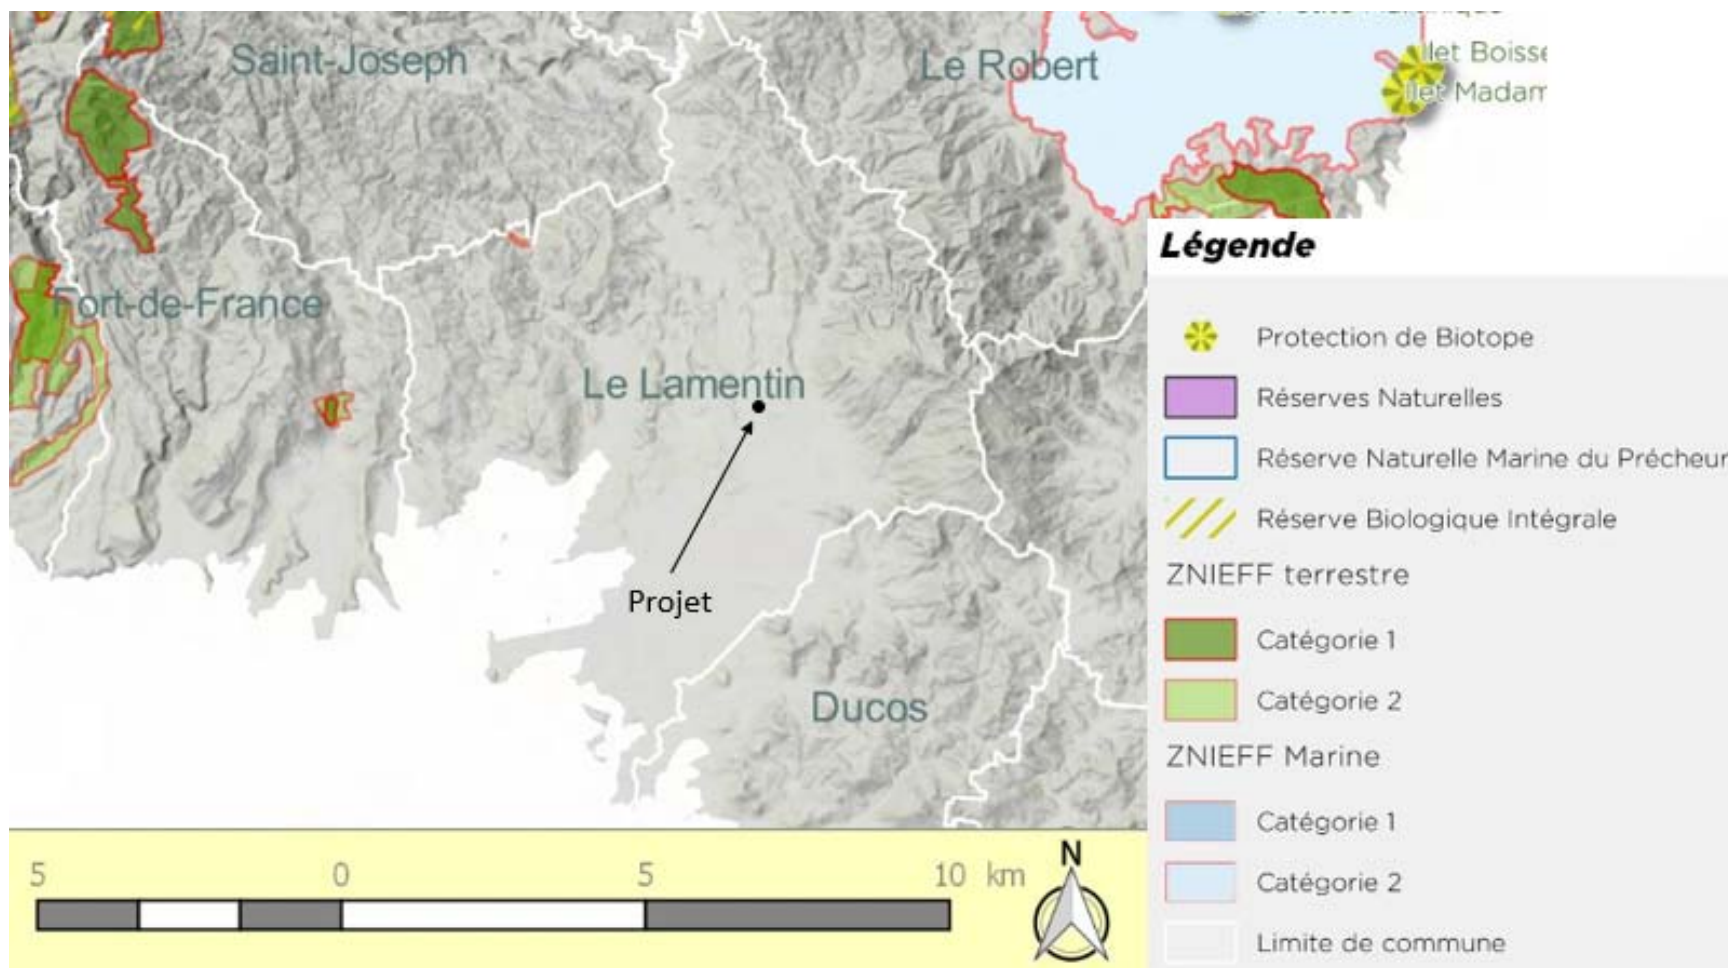 Saint-Joseph
Le Robert
Ilet Boisse
Ilet Madam
Fort-de-France
Le Lamentin
Projet
Ducos
5 0 5 10 km
N
Légende
Protection de Biotope
Réserves Naturelles
Réserve Naturelle Marine du Prêcheur
Réserve Biologique Intégrale
ZNIEFF terrestre
Catégorie 1
Catégorie 2
ZNIEFF Marine
Catégorie 1
Catégorie 2
Limite de commune